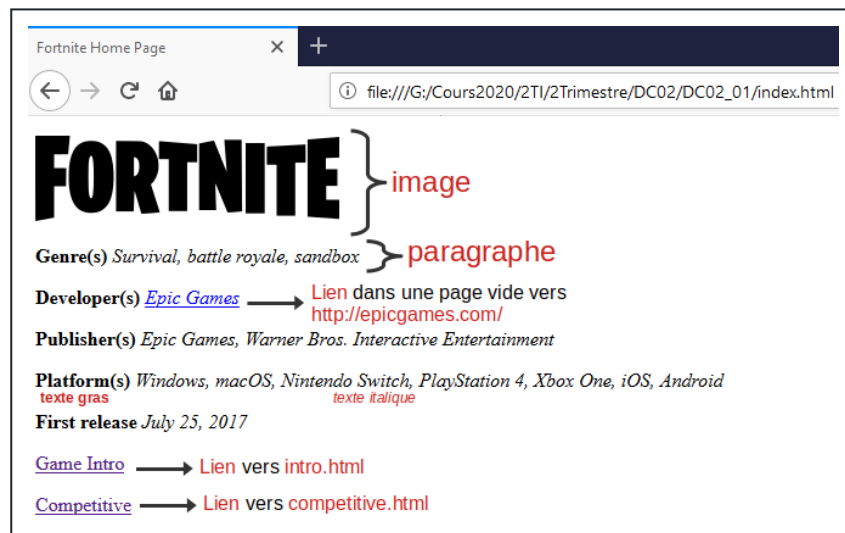 Fortnite Home Page
file:///G:/Cours2020/2TI/2Trimestre/DC02/DC02_01/index.html
FORTNITE image
Genre(s) Survival, battle royale, sandbox paragraphe
Developer(s) Epic Games Lien dans une page vide vers
http://epicgames.com/
Publisher(s) Epic Games, Warner Bros. Interactive Entertainment
Platform(s) Windows, macOS, Nintendo Switch, PlayStation 4, Xbox One, iOS, Android
texte gras texte italique
First release July 25, 2017
Game Intro Lien vers intro.html
Competitive Lien vers competitive.html